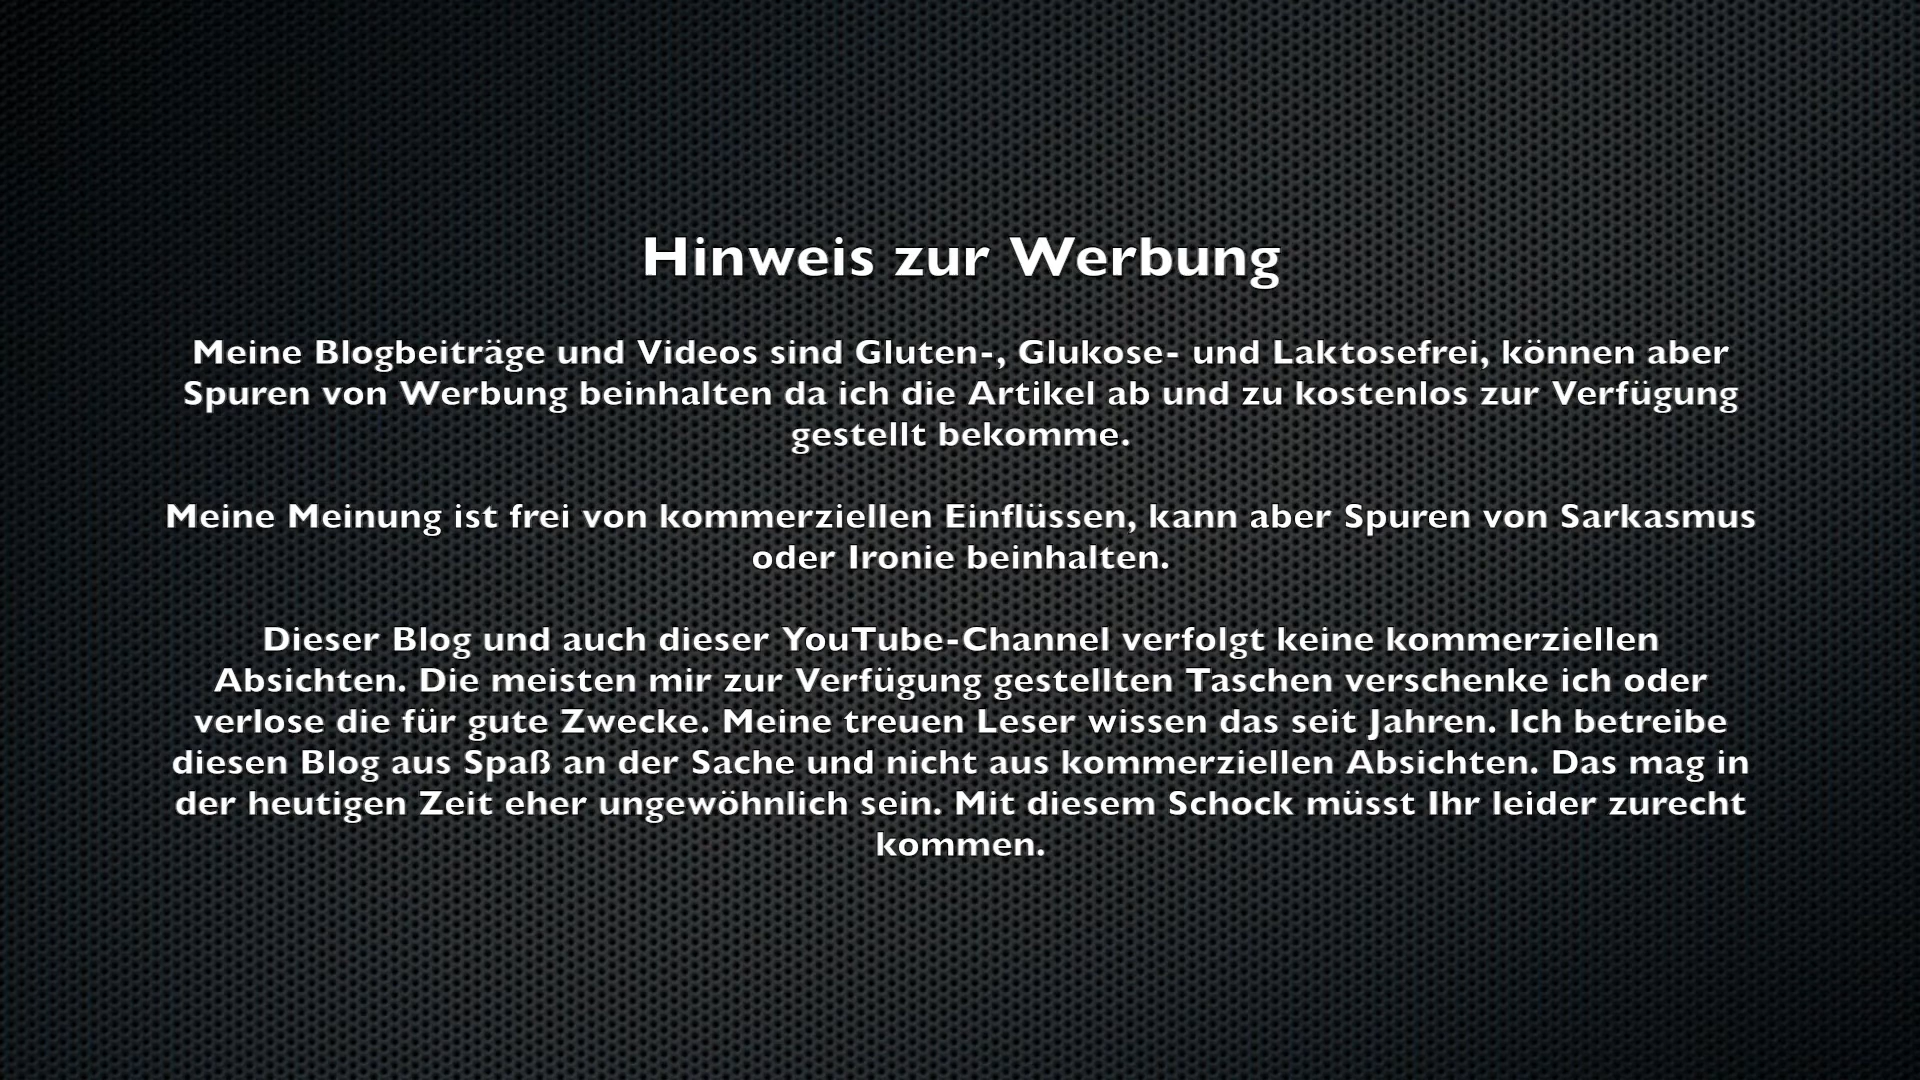 Hinweis zur Werbung
Meine Blogbeiträge und Videos sind Gluten-, Glukose- und Laktosefrei, können aber
Spuren von Werbung beinhalten da ich die Artikel ab und zu kostenlos zur Verfügung
gestellt bekomme.
Meine Meinung ist frei von kommerziellen Einflüssen, kann aber Spuren von Sarkasmus
oder Ironie beinhalten.
Dieser Blog und auch dieser YouTube-Channel verfolgt keine kommerziellen
Absichten. Die meisten mir zur Verfügung gestellten Taschen verschenke ich oder
verlose die für gute Zwecke. Meine treuen Leser wissen das seit Jahren. Ich betreibe
diesen Blog aus Spaß an der Sache und nicht aus kommerziellen Absichten. Das mag in
der heutigen Zeit eher ungewöhnlich sein. Mit diesem Schock müsst Ihr leider zurecht
kommen.